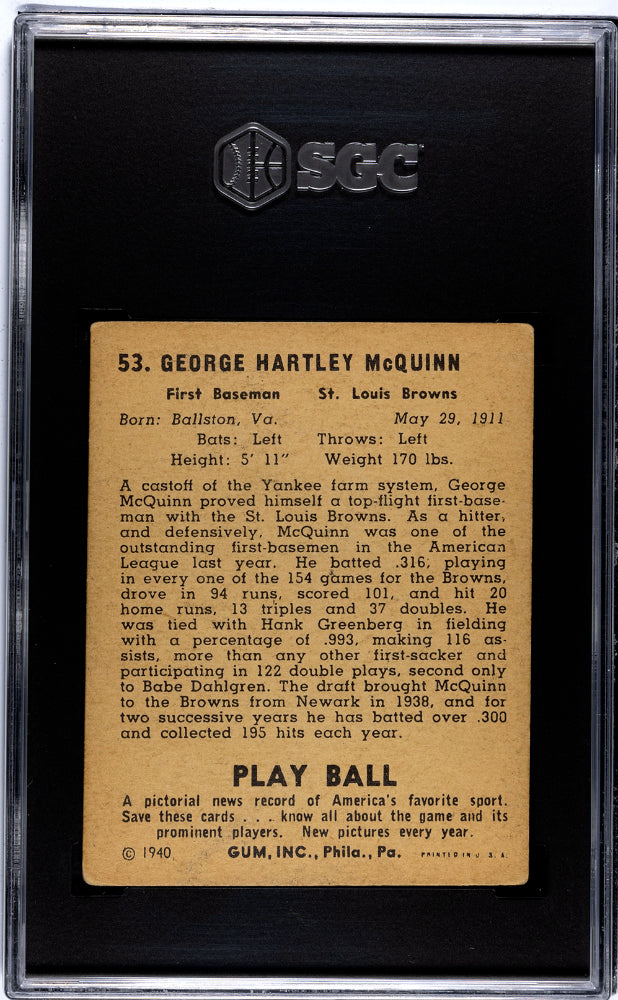 SGC
53. GEORGE HARTLEY McQUINN
First Baseman St. Louis Browns
Born: Ballston, Va. May 29, 1911
Bats: Left Throws: Left
Height: 5' 11" Weight 170 lbs.
A castoff of the Yankee farm system, George
McQuinn proved himself a top-flight first-base-
man with the St. Louis Browns. As a hitter,
and defensively, McQuinn was one of the
outstanding first-basemen in the American
League last year. He batted .316, playing
in every one of the 154 games for the Browns,
drove in 94 runs, scored 101, and hit 20
home runs, 13 triples and 37 doubles. He
was tied with Hank Greenberg in fielding
with a percentage of .993, making 116 as-
sists, more than any other first-sacker and
participating in 122 double plays, second only
to Babe Dahlgren. The draft brought McQuinn
to the Browns from Newark in 1938, and for
two successive years he has batted over .300
and collected 195 hits each year.
PLAY BALL
A pictorial news record of America's favorite sport.
Save these cards . . . know all about the game and its
prominent players. New pictures every year.
© 1940 GUM, INC., Phila., Pa. PRINTED IN U. S. A.